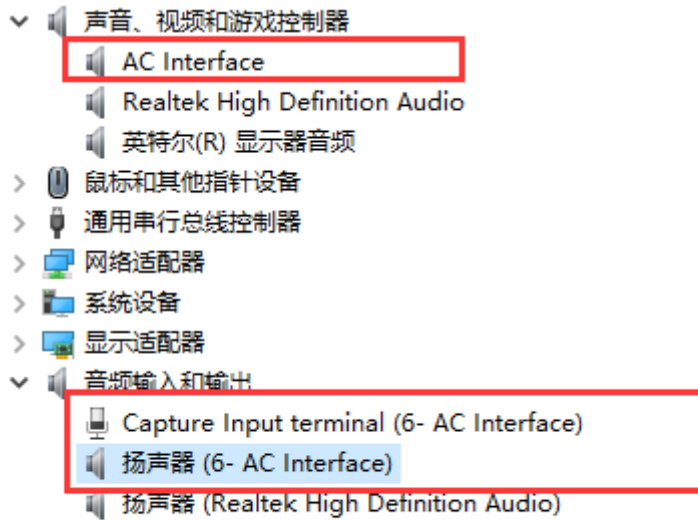 声音、视频和游戏控制器
AC Interface
Realtek High Definition Audio
英特尔(R) 显示器音频
鼠标和其他指针设备
通用串行总线控制器
网络适配器
系统设备
显示适配器
音频输入和输出
Capture Input terminal (6- AC Interface)
扬声器 (6- AC Interface)
扬声器 (Realtek High Definition Audio)